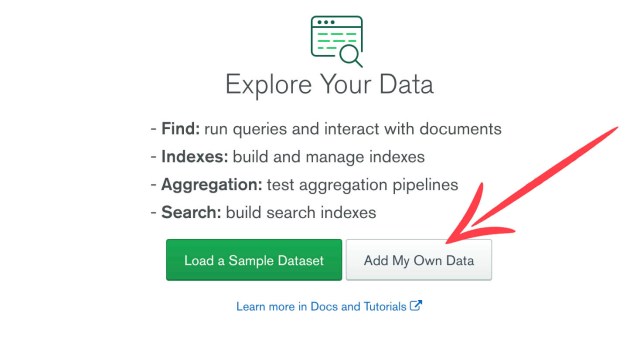 Explore Your Data
- Find: run queries and interact with documents
- Indexes: build and manage indexes
- Aggregation: test aggregation pipelines
- Search: build search indexes
Load a Sample Dataset Add My Own Data
Learn more in Docs and Tutorials